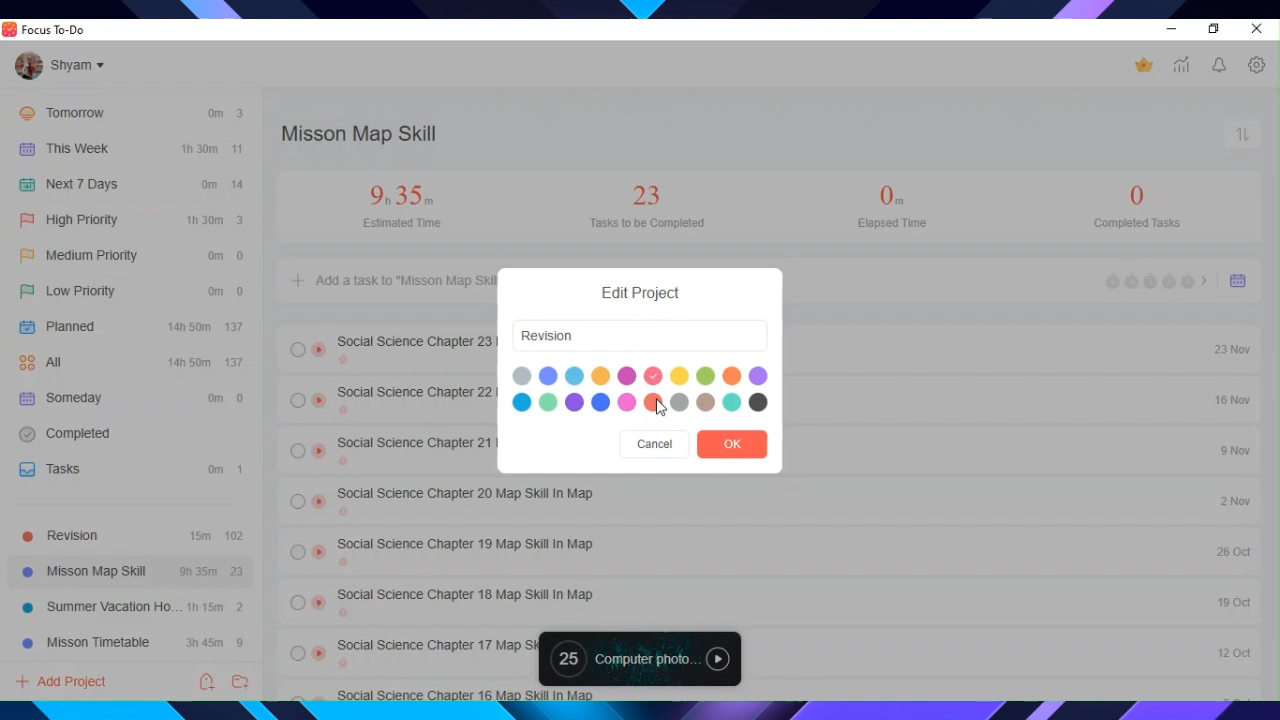 Focus To-Do
Shyam
Tomorrow 0m 3
This Week 1h 30m 11
Next 7 Days 0m 14
High Priority 1h 30m 3
Medium Priority 0m 0
Low Priority 0m 0
Planned 14h 50m 137
All 14h 50m 137
Someday 0m 0
Completed
Tasks 0m 1
Revision 15m 102
Misson Map Skill 9h 35m 23
Summer Vacation Ho... 1h 15m 2
Misson Timetable 3h 45m 9
Add Project
Misson Map Skill
9h 35m
Estimated Time
23
Tasks to be Completed
0m
Elapsed Time
0
Completed Tasks
Add a task to "Misson Map Skil
Edit Project
Revision
Cancel OK
Social Science Chapter 23 23 Nov
Social Science Chapter 22 16 Nov
Social Science Chapter 21 9 Nov
Social Science Chapter 20 Map Skill In Map 2 Nov
Social Science Chapter 19 Map Skill In Map 26 Oct
Social Science Chapter 18 Map Skill In Map 19 Oct
Social Science Chapter 17 Map Sk 12 Oct
Social Science Chapter 16 Map Skill In Map
25 Computer photo...